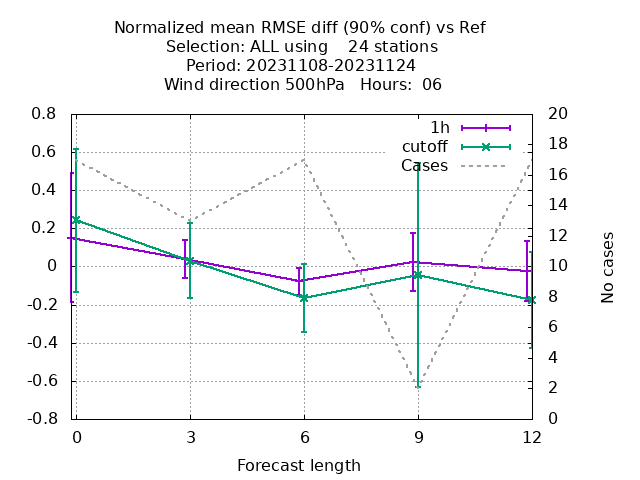 Normalized mean RMSE diff (90% conf) vs Ref
Selection: ALL using    24 stations
Period: 20231108-20231124
Wind direction 500hPa   Hours:  06
0.8
0.6
0.4
0.2
0
-0.2
-0.4
-0.6
-0.8
1h
cutoff
Cases
20
18
16
14
12
10
8
6
4
2
0
No cases
0
3
6
9
12
Forecast length